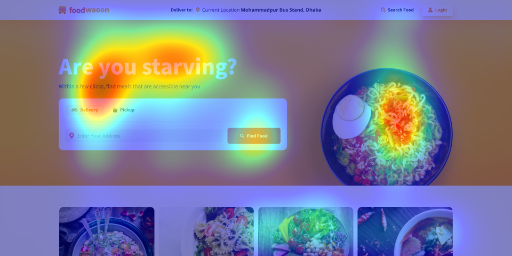 foodwagon
Deliver to: Current Location Mohammadpur Bus Stand, Dhaka
Search Food
Login
Are you starving?
Within a few clicks, find meals that are accessible near you
Delivery
Pickup
Enter Your Address
Find Food